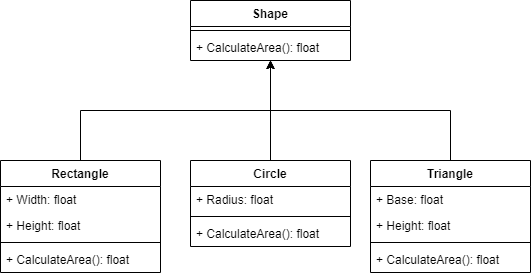 Shape
+ CalculateArea(): float
Rectangle
+ Width: float
+ Height: float
+ CalculateArea(): float
Circle
+ Radius: float
+ CalculateArea(): float
Triangle
+ Base: float
+ Height: float
+ CalculateArea(): float